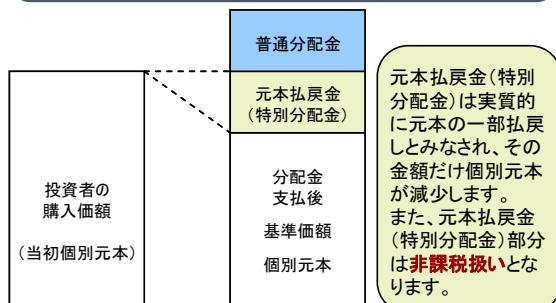 普通分配金
元本払戻金
(特別分配金)
投資者の
購入価額
(当初個別元本)
分配金
支払後
基準価額
個別元本
元本払戻金(特別
分配金)は実質的
に元本の一部払戻
しとみなされ、その
金額だけ個別元本
が減少します。
また、元本払戻金
(特別分配金)部分
は非課税扱いとな
ります。